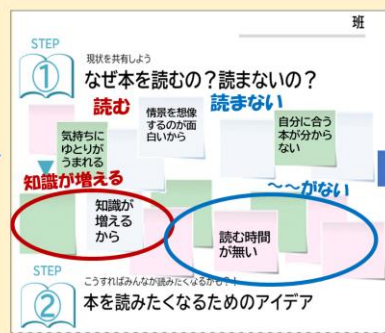 班
STEP
1
現状を共有しよう
なぜ本を読むの？読まないの？
読む
読まない
気持ちに
ゆとりが
うまれる
情景を想像
するのが面
白いから
自分に合う
本が分から
ない
知識が増える
～～がない
知識が
増える
から
読む時間
が無い
STEP
2
こうすればみんなが読みたくなるかも？！
本を読みたくなるためのアイデア